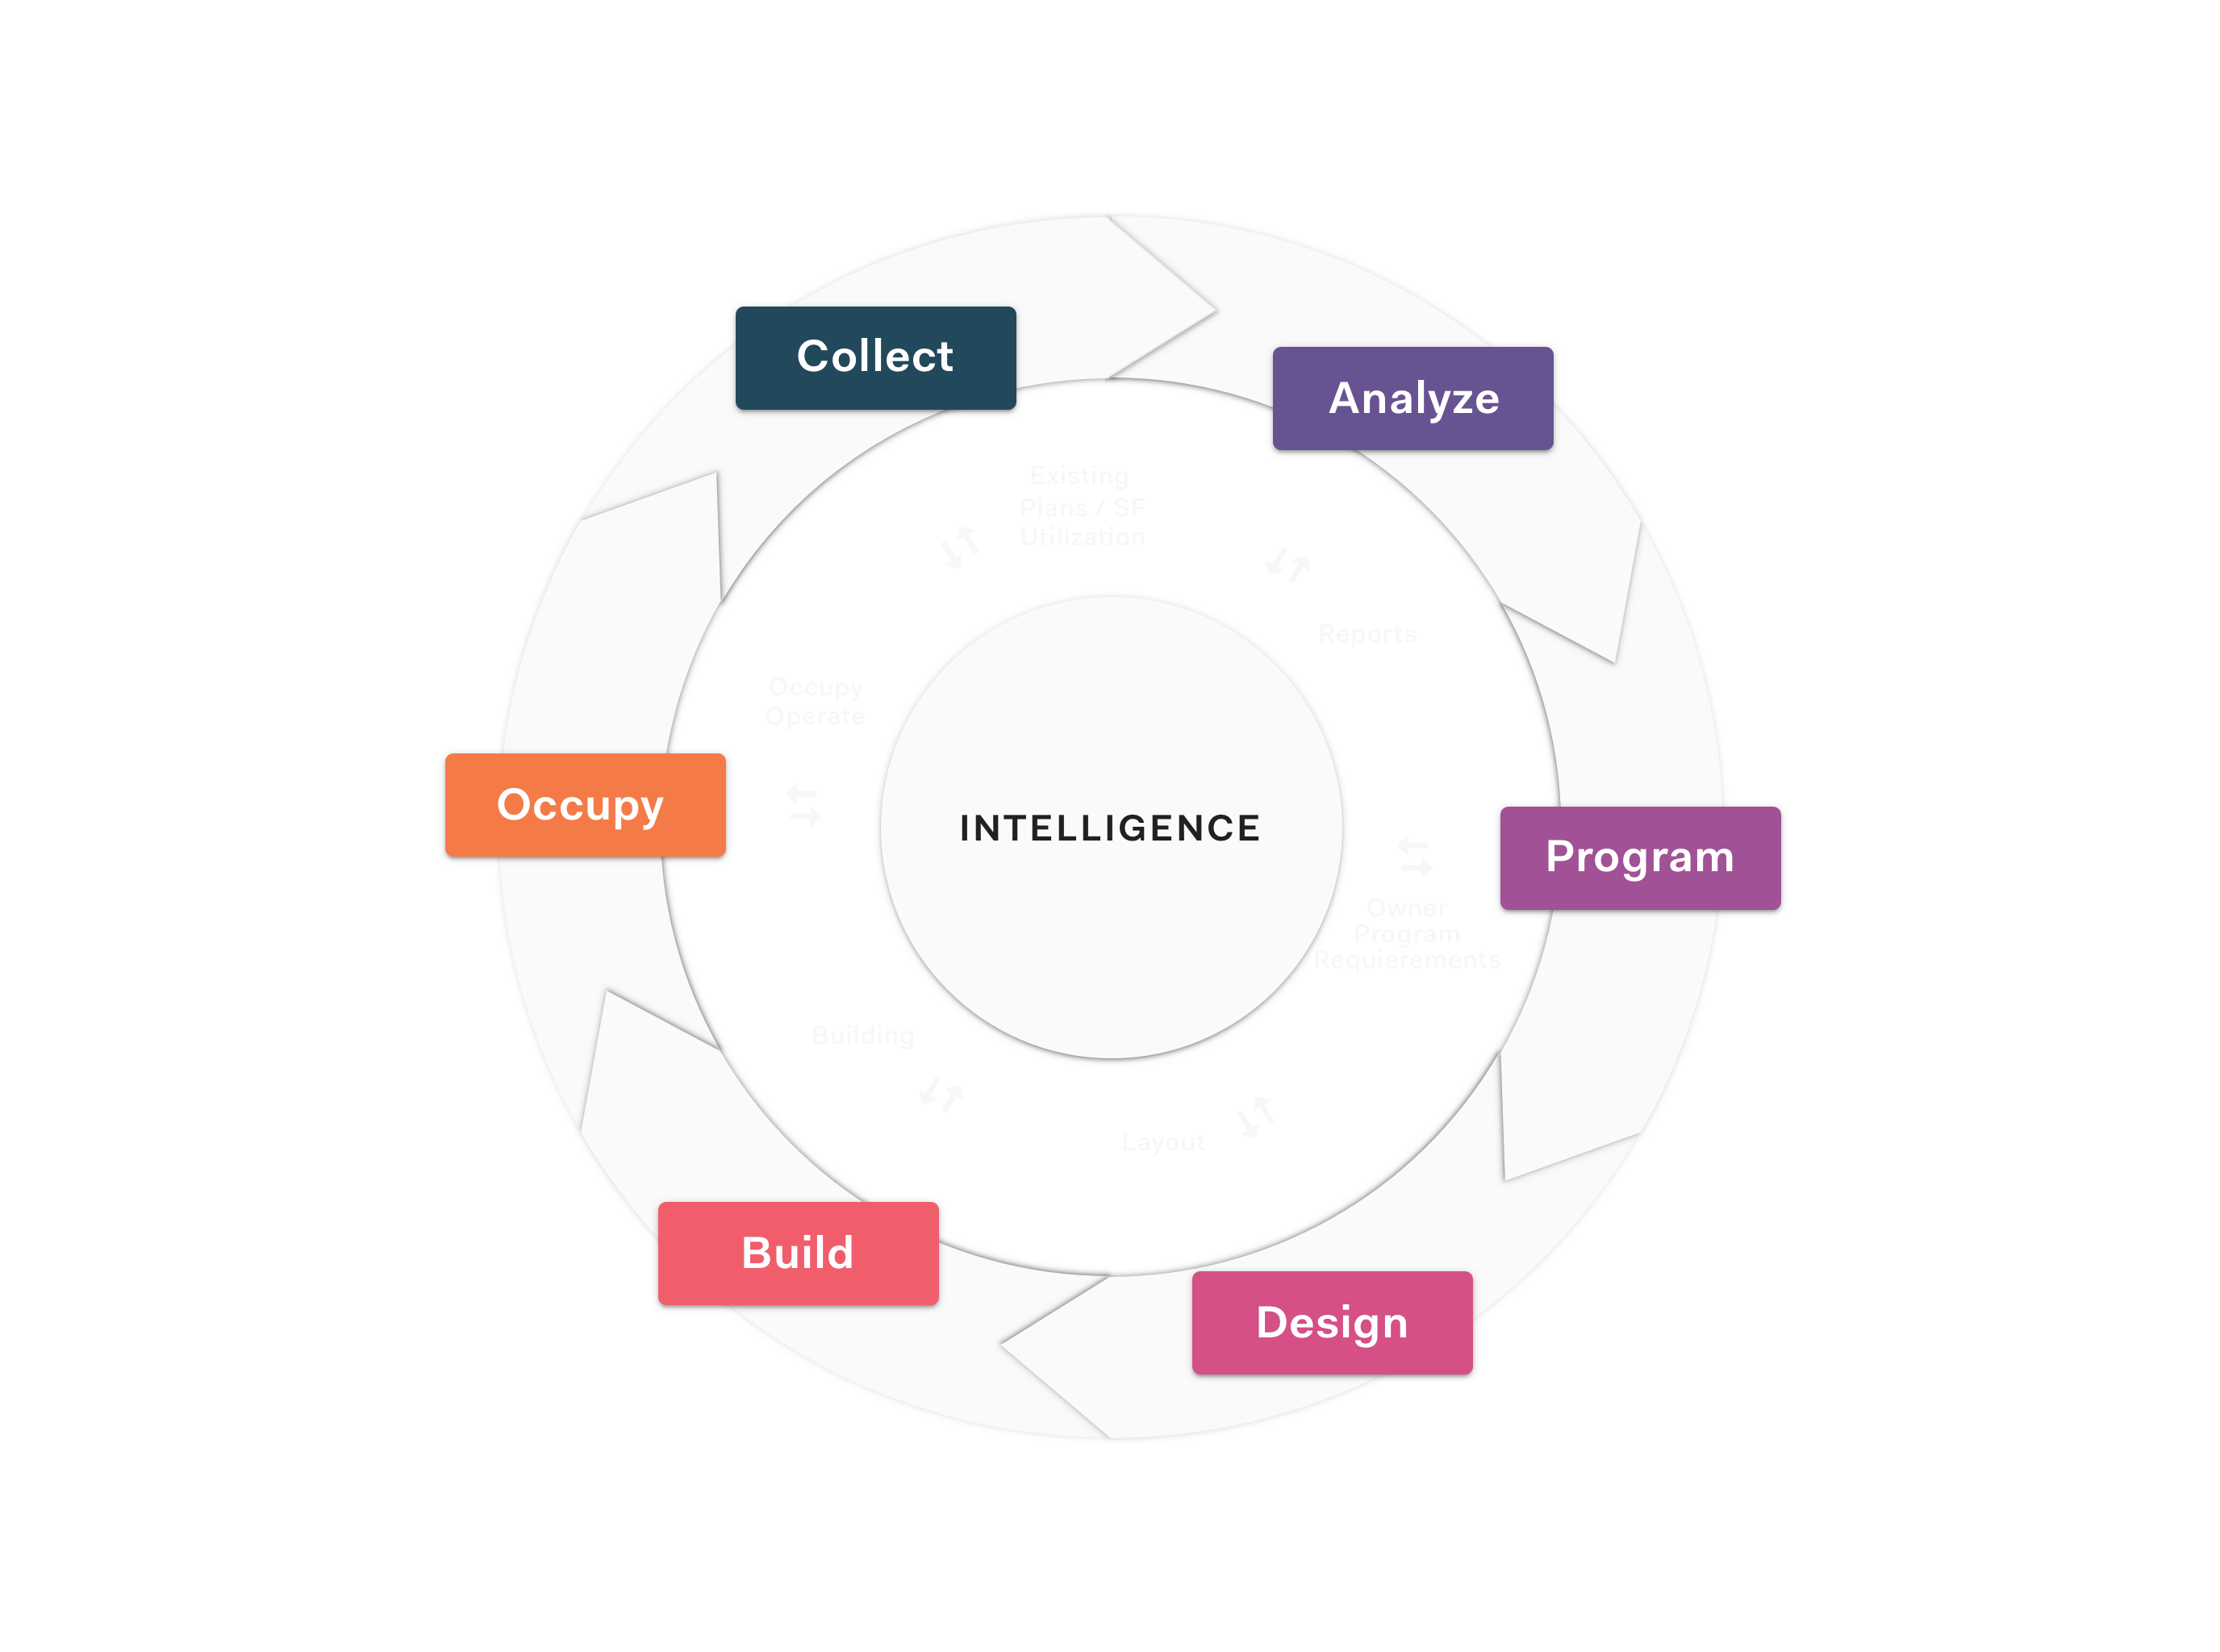 Collect
Analyze
Existing
Plans / SF
Utilization
Reports
Occupy
Operate
Occupy
INTELLIGENCE
Program
Owner
Program
Requierements
Building
Layout
Build
Design